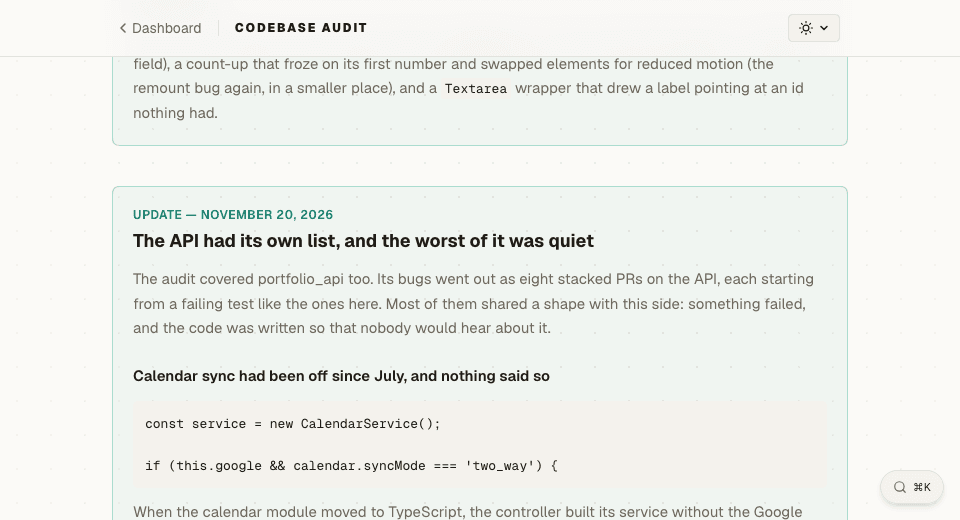 Dashboard
CODEBASE AUDIT
field), a count-up that froze on its first number and swapped elements for reduced motion (the
remount bug again, in a smaller place), and a Textarea wrapper that drew a label pointing at an id
nothing had.
UPDATE — NOVEMBER 20, 2026
The API had its own list, and the worst of it was quiet
The audit covered portfolio_api too. Its bugs went out as eight stacked PRs on the API, each starting
from a failing test like the ones here. Most of them shared a shape with this side: something failed,
and the code was written so that nobody would hear about it.
Calendar sync had been off since July, and nothing said so
const service = new CalendarService();
if (this.google && calendar.syncMode === 'two_way') {
⌘K
When the calendar module moved to TypeScript, the controller built its service without the Google